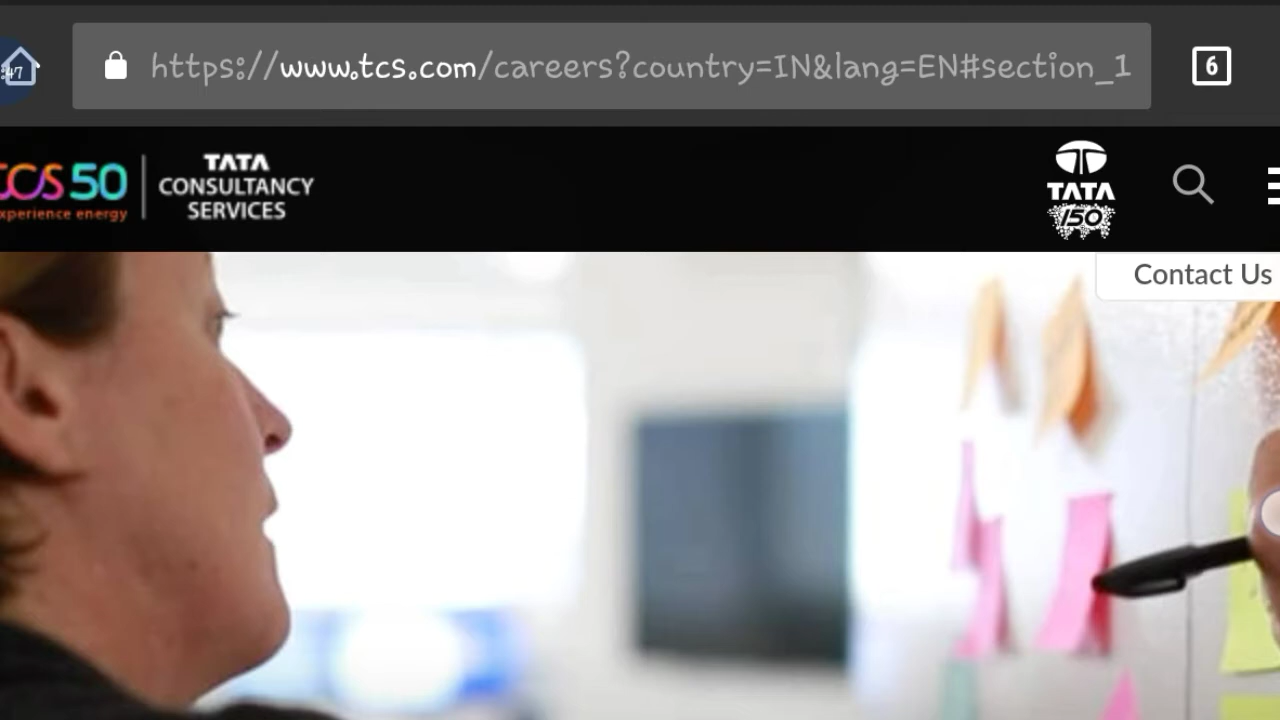 47
https://www.tcs.com/careers?country=IN&lang=EN#section_1
6
TCS 50
experience energy
TATA
CONSULTANCY
SERVICES
TATA
150
Contact Us